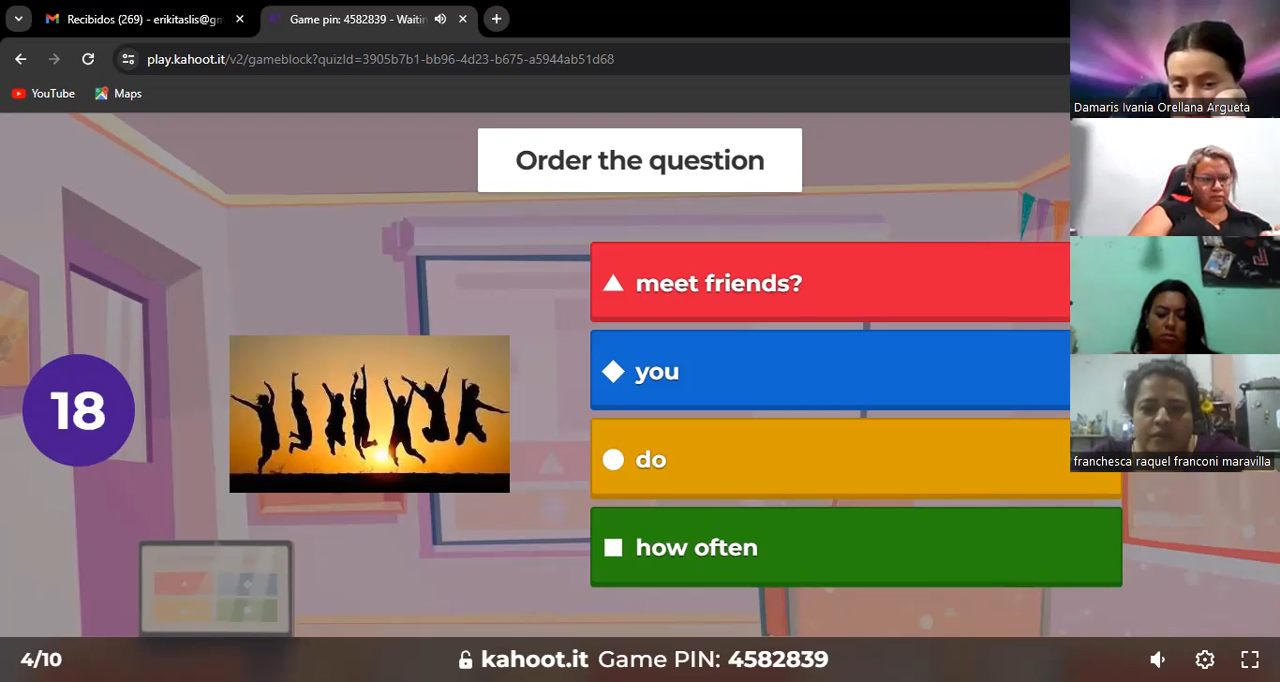 Recibidos (269) - erikitaslis@gm
Game pin: 4582839 - Waitin
play.kahoot.it/v2/gameblock?quizId=3905b7b1-bb96-4d23-b675-a5944ab51d68
YouTube
Maps
Damaris Ivania Orellana Argueta
Order the question
meet friends?
you
18
do
franchesca raquel franconi maravilla
how often
4/10
kahoot.it Game PIN: 4582839